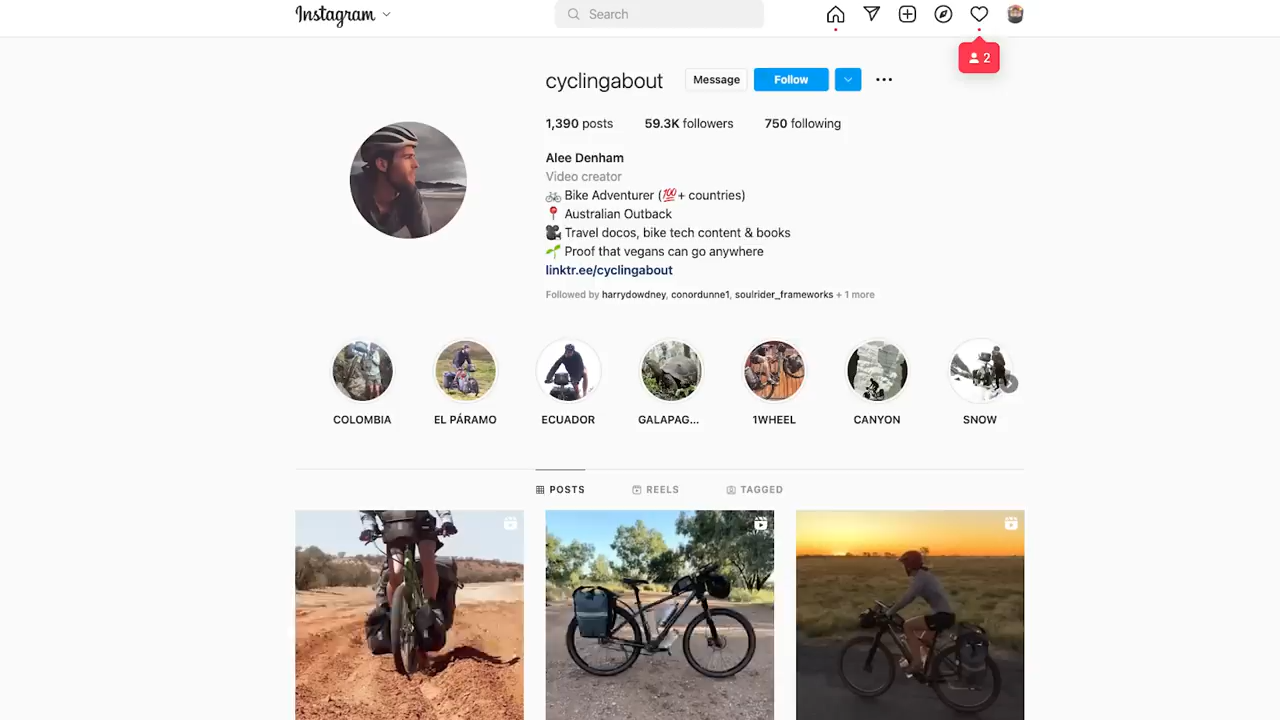 Instagram
Search
2
cyclingabout
Message
Follow
1,390 posts
59.3K followers
750 following
Alee Denham
Video creator
🚲 Bike Adventurer (💯+ countries)
📍 Australian Outback
🎥 Travel docos, bike tech content & books
🌱 Proof that vegans can go anywhere
linktr.ee/cyclingabout
Followed by harrydowdney, conordunne1, soulrider_frameworks + 1 more
COLOMBIA
EL PÁRAMO
ECUADOR
GALAPAG...
1WHEEL
CANYON
SNOW
POSTS
REELS
TAGGED